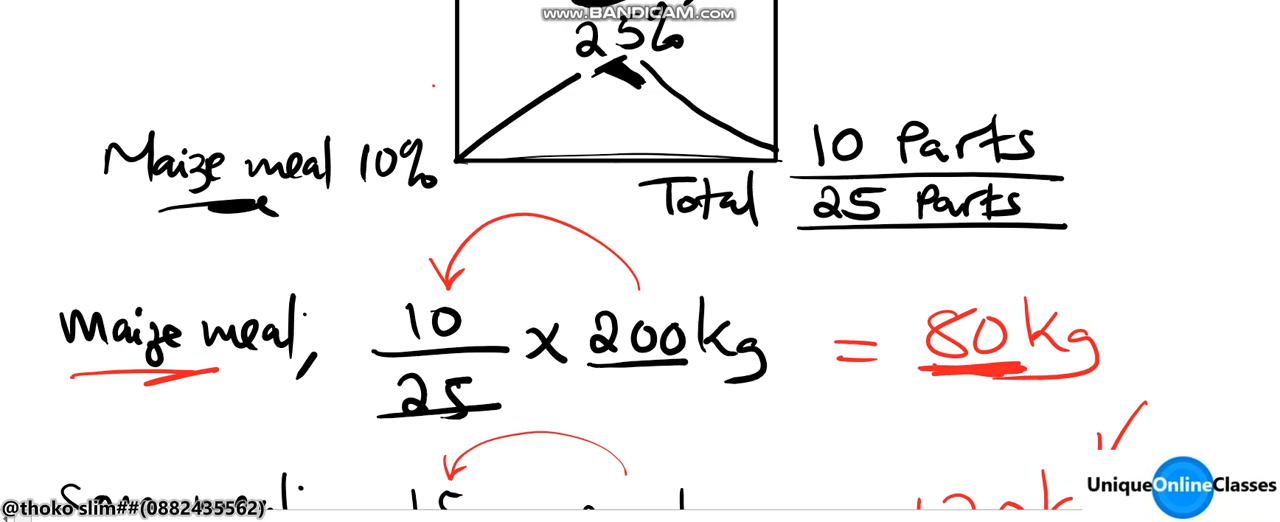 www.BANDICAM.com
25%
Maize meal 10%
10 Parts
Total 25 Parts
Maize meal; 10/25 × 200kg = 80kg
15
UniqueOnlineClasses
@thoko slim##(0882435562)